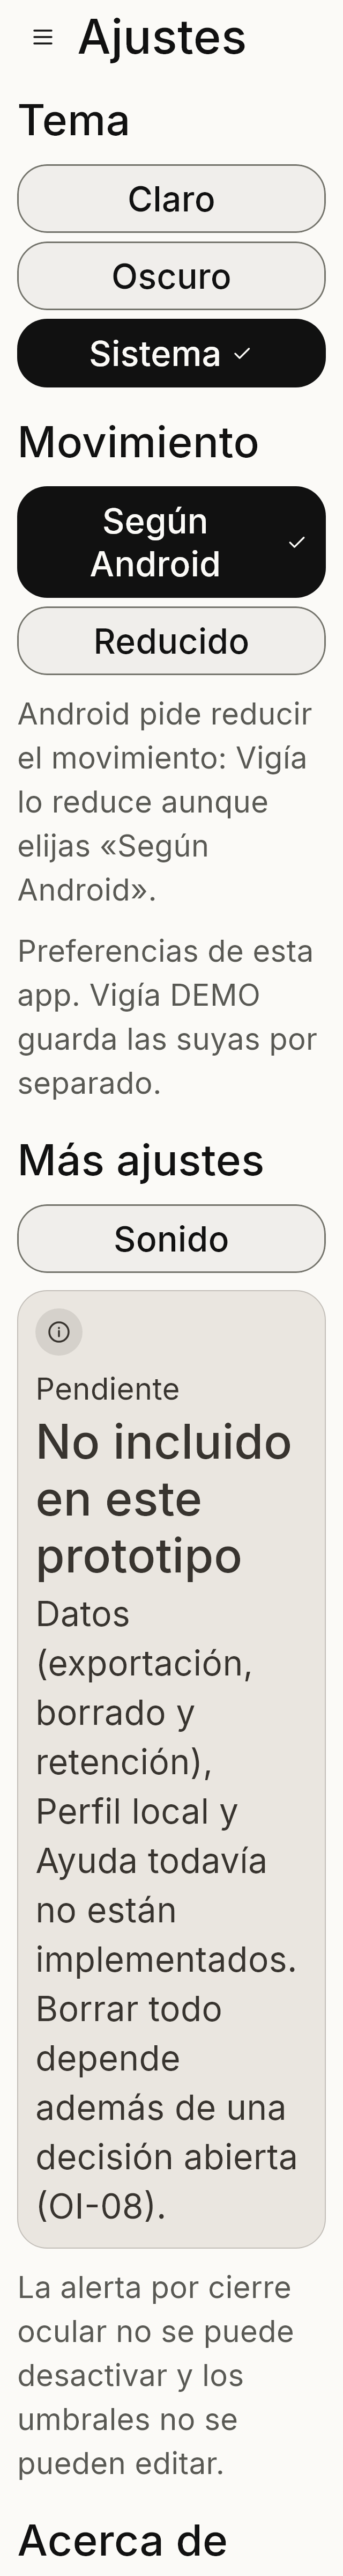 Ajustes
Tema
Claro
Oscuro
Sistema
Movimiento
Según
Android
Reducido
Android pide reducir
el movimiento: Vigía
lo reduce aunque
elijas «Según
Android».
Preferencias de esta
app. Vigía DEMO
guarda las suyas por
separado.
Más ajustes
Sonido
Pendiente
No incluido
en este
prototipo
Datos
(exportación,
borrado y
retención),
Perfil local y
Ayuda todavía
no están
implementados.
Borrar todo
depende
además de una
decisión abierta
(OI-08).
La alerta por cierre
ocular no se puede
desactivar y los
umbrales no se
pueden editar.
Acerca de